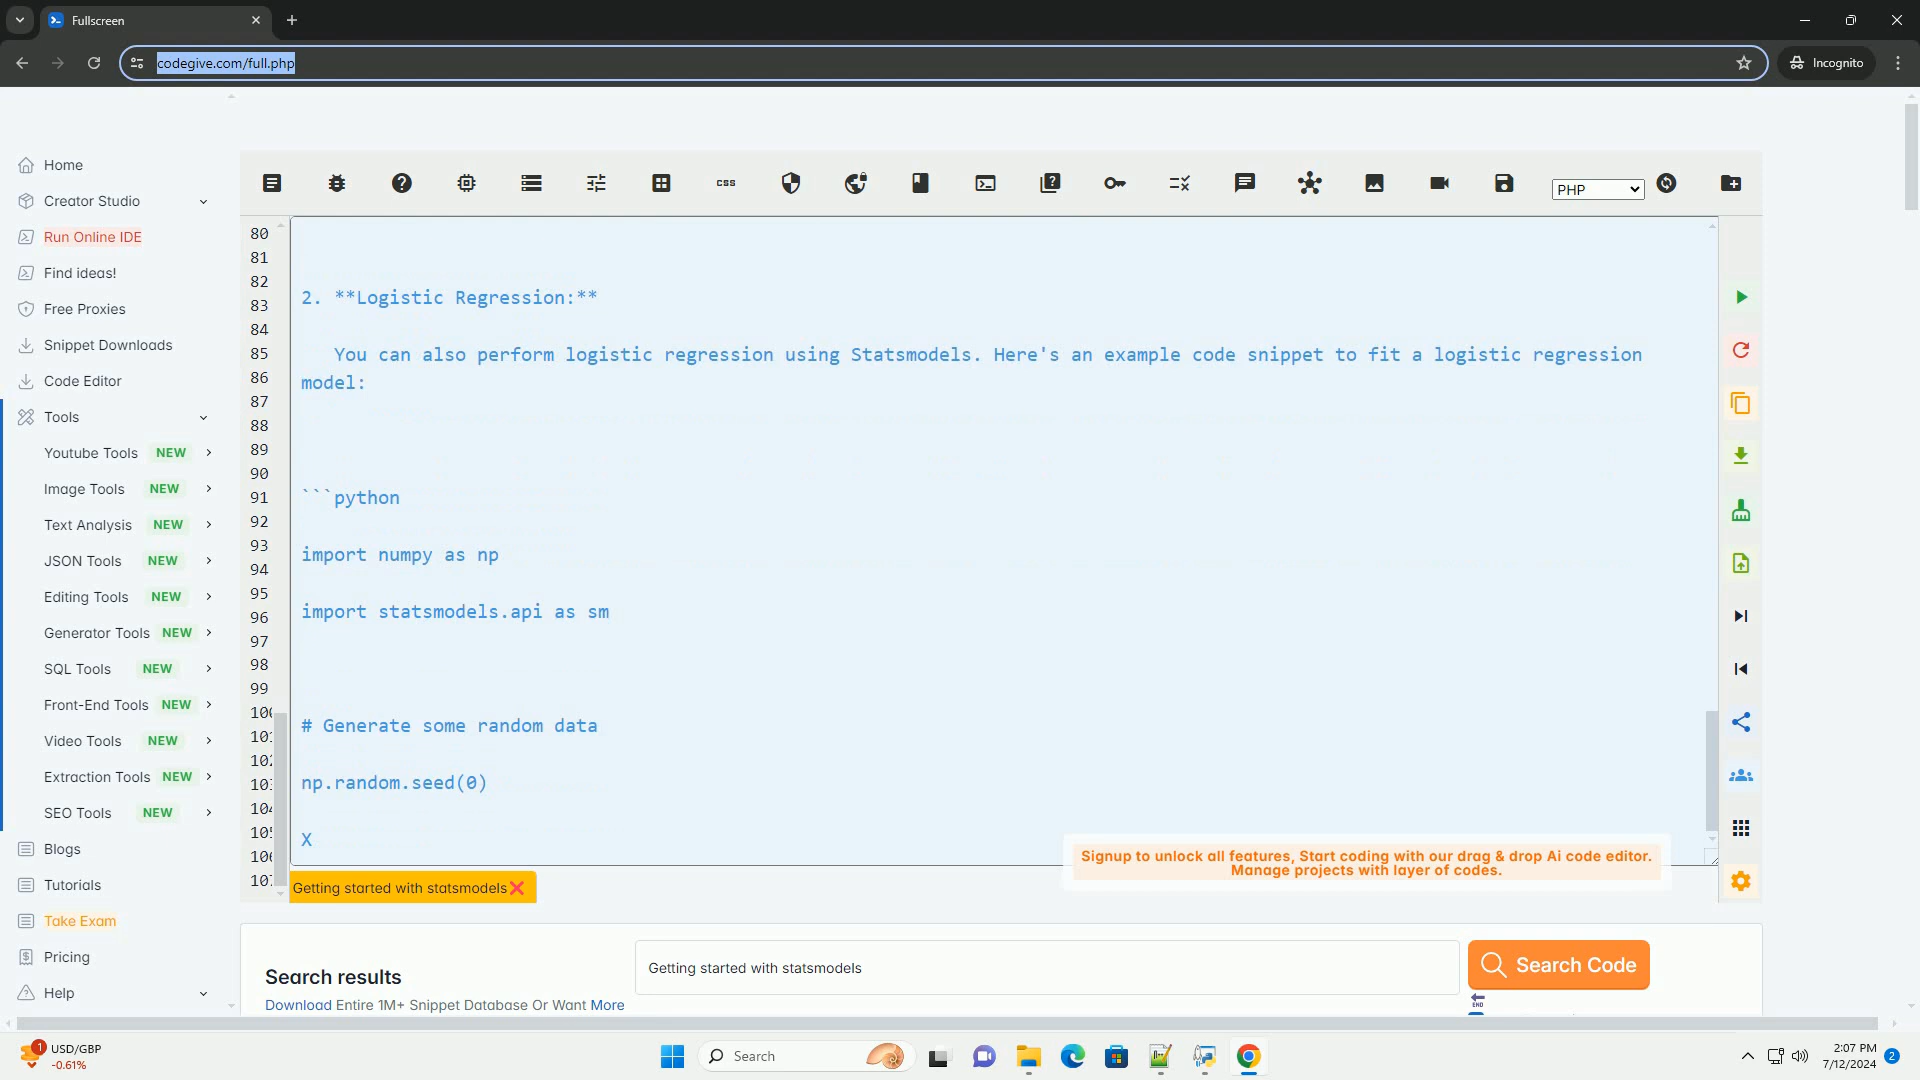 Fullscreen
codegive.com/full.php
Incognito
Home
Creator Studio
Run Online IDE
Find ideas!
Free Proxies
Snippet Downloads
Code Editor
Tools
Youtube Tools NEW
Image Tools NEW
Text Analysis NEW
JSON Tools NEW
Editing Tools NEW
Generator Tools NEW
SQL Tools NEW
Front-End Tools NEW
Video Tools NEW
Extraction Tools NEW
SEO Tools NEW
Blogs
Tutorials
Take Exam
Pricing
Help
css
PHP
80
81
82
83
84
85
86
87
88
89
90
91
92
93
94
95
96
97
98
99
2. **Logistic Regression:**
You can also perform logistic regression using Statsmodels. Here's an example code snippet to fit a logistic regression
model:
```python
import numpy as np
import statsmodels.api as sm
# Generate some random data
np.random.seed(0)
X
Signup to unlock all features, Start coding with our drag & drop Ai code editor.
Manage projects with layer of codes.
Getting started with statsmodels
Search results
Download Entire 1M+ Snippet Database Or Want More
Getting started with statsmodels
Search Code
END
1
USD/GBP
-0.61%
Search
2:07 PM
7/12/2024
2